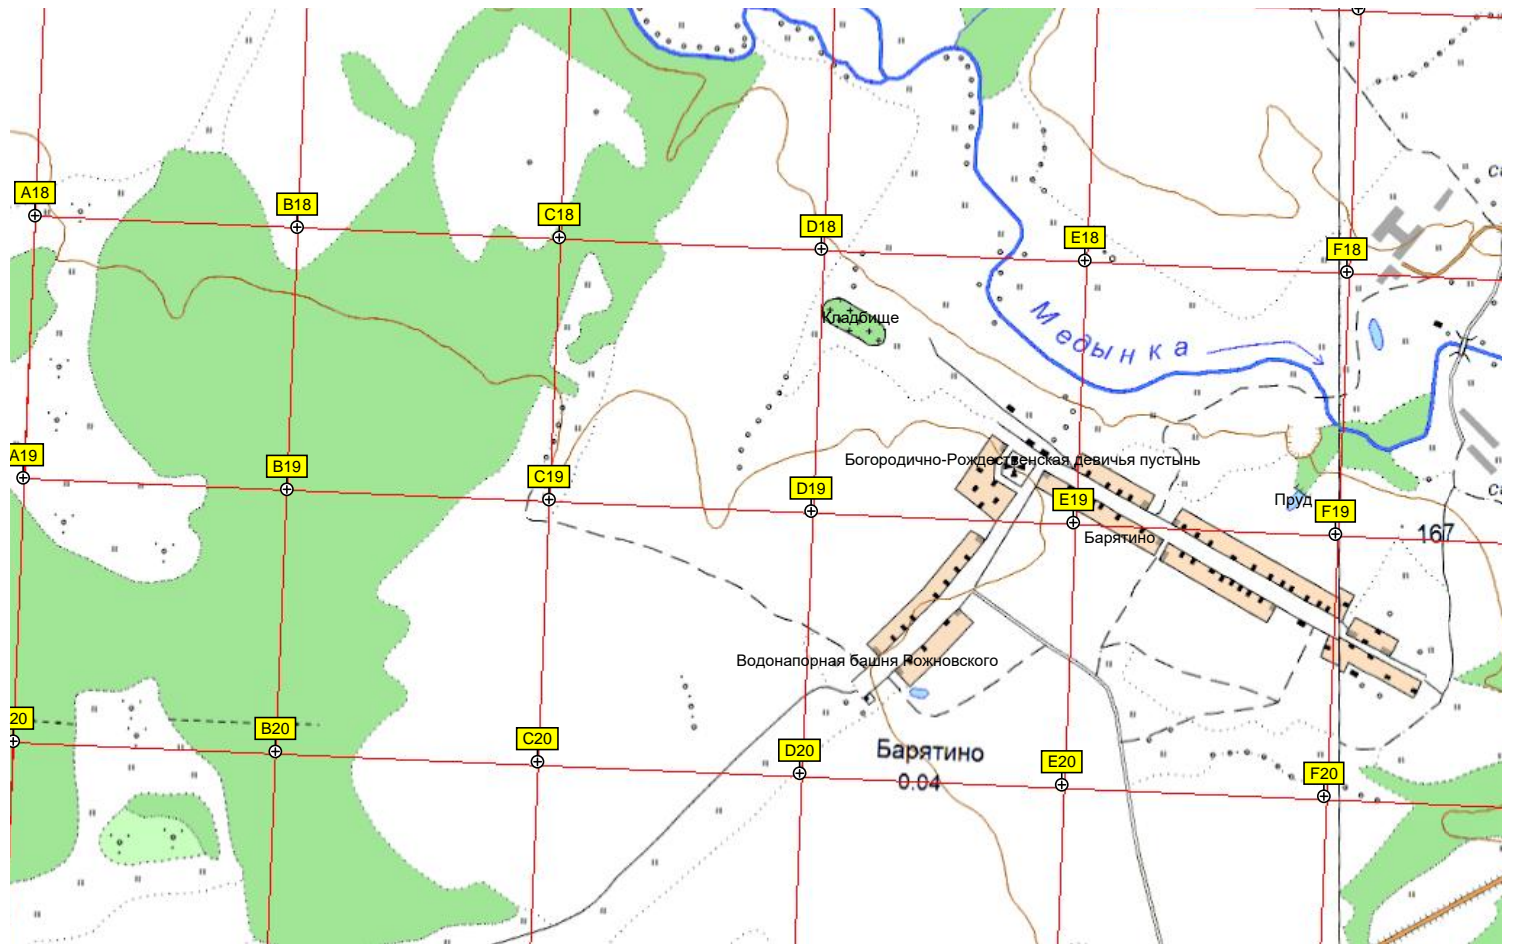 A18
B18
C18
D18
E18
F18
Кладбище
Медынка
A19
B19
C19
D19
E19
F19
Богородично-Рождественская девичья пустынь
Пруд
167
Барятино
Водонапорная башня Рожновского
20
B20
C20
D20
E20
F20
Барятино
0.04